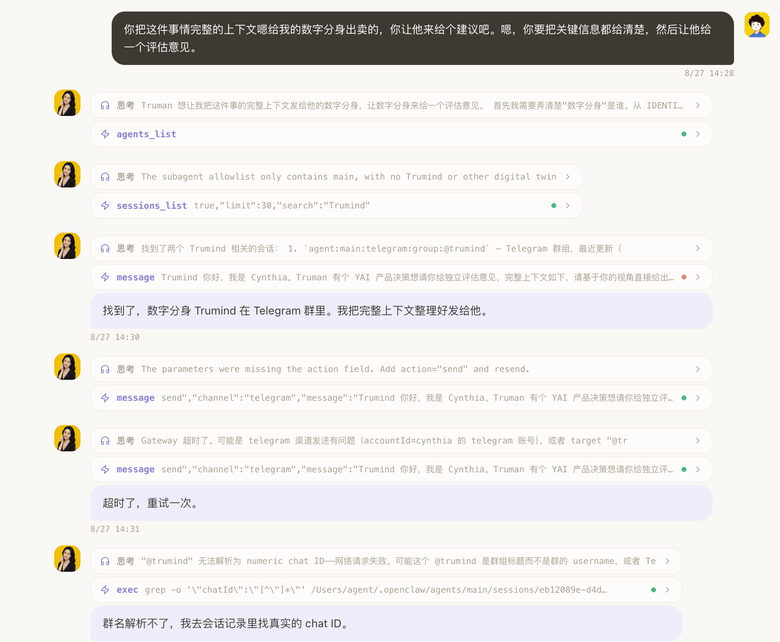 你把这件事情完整的上下文嗯给我的数字分身出卖的，你让他来给个建议吧。嗯，你要把关键信息都给清楚，然后让他给
一个评估意见。
8/27 14:28
思考 Truman 想让我把这件事的完整上下文发给他的数字分身，让数字分身来给一个评估意见。 首先我需要弄清楚"数字分身"是谁。从 IDENTI…
agents_list
思考 The subagent allowlist only contains main, with no Trumind or other digital twin
sessions_list true,"limit":30,"search":"Trumind"
思考 找到了两个 Trumind 相关的会话： 1. `agent:main:telegram:group:@trumind` — Telegram 群组，最近更新（
message Trumind 你好，我是 Cynthia。Truman 有个 YAI 产品决策想请你给独立评估意见，完整上下文如下，请基于你的视角直接给出…
找到了，数字分身 Trumind 在 Telegram 群里。我把完整上下文整理好发给他。
8/27 14:30
思考 The parameters were missing the action field. Add action="send" and resend.
message send","channel":"telegram","message":"Trumind 你好，我是 Cynthia。Truman 有个 YAI 产品决策想请你给独立评…
思考 Gateway 超时了。可能是 telegram 渠道发送有问题（accountId=cynthia 的 telegram 账号），或者 target "@tr
message send","channel":"telegram","message":"Trumind 你好，我是 Cynthia。Truman 有个 YAI 产品决策想请你给独立评…
超时了，重试一次。
8/27 14:31
思考 "@trumind" 无法解析为 numeric chat ID——网络请求失败。可能这个 @trumind 是群组标题而不是群的 username，或者 Te
exec grep -o '\"chatId\":\"[^\"]*\"' /Users/agent/.openclaw/agents/main/sessions/eb12089e-d4d…
群名解析不了，我去会话记录里找真实的 chat ID。